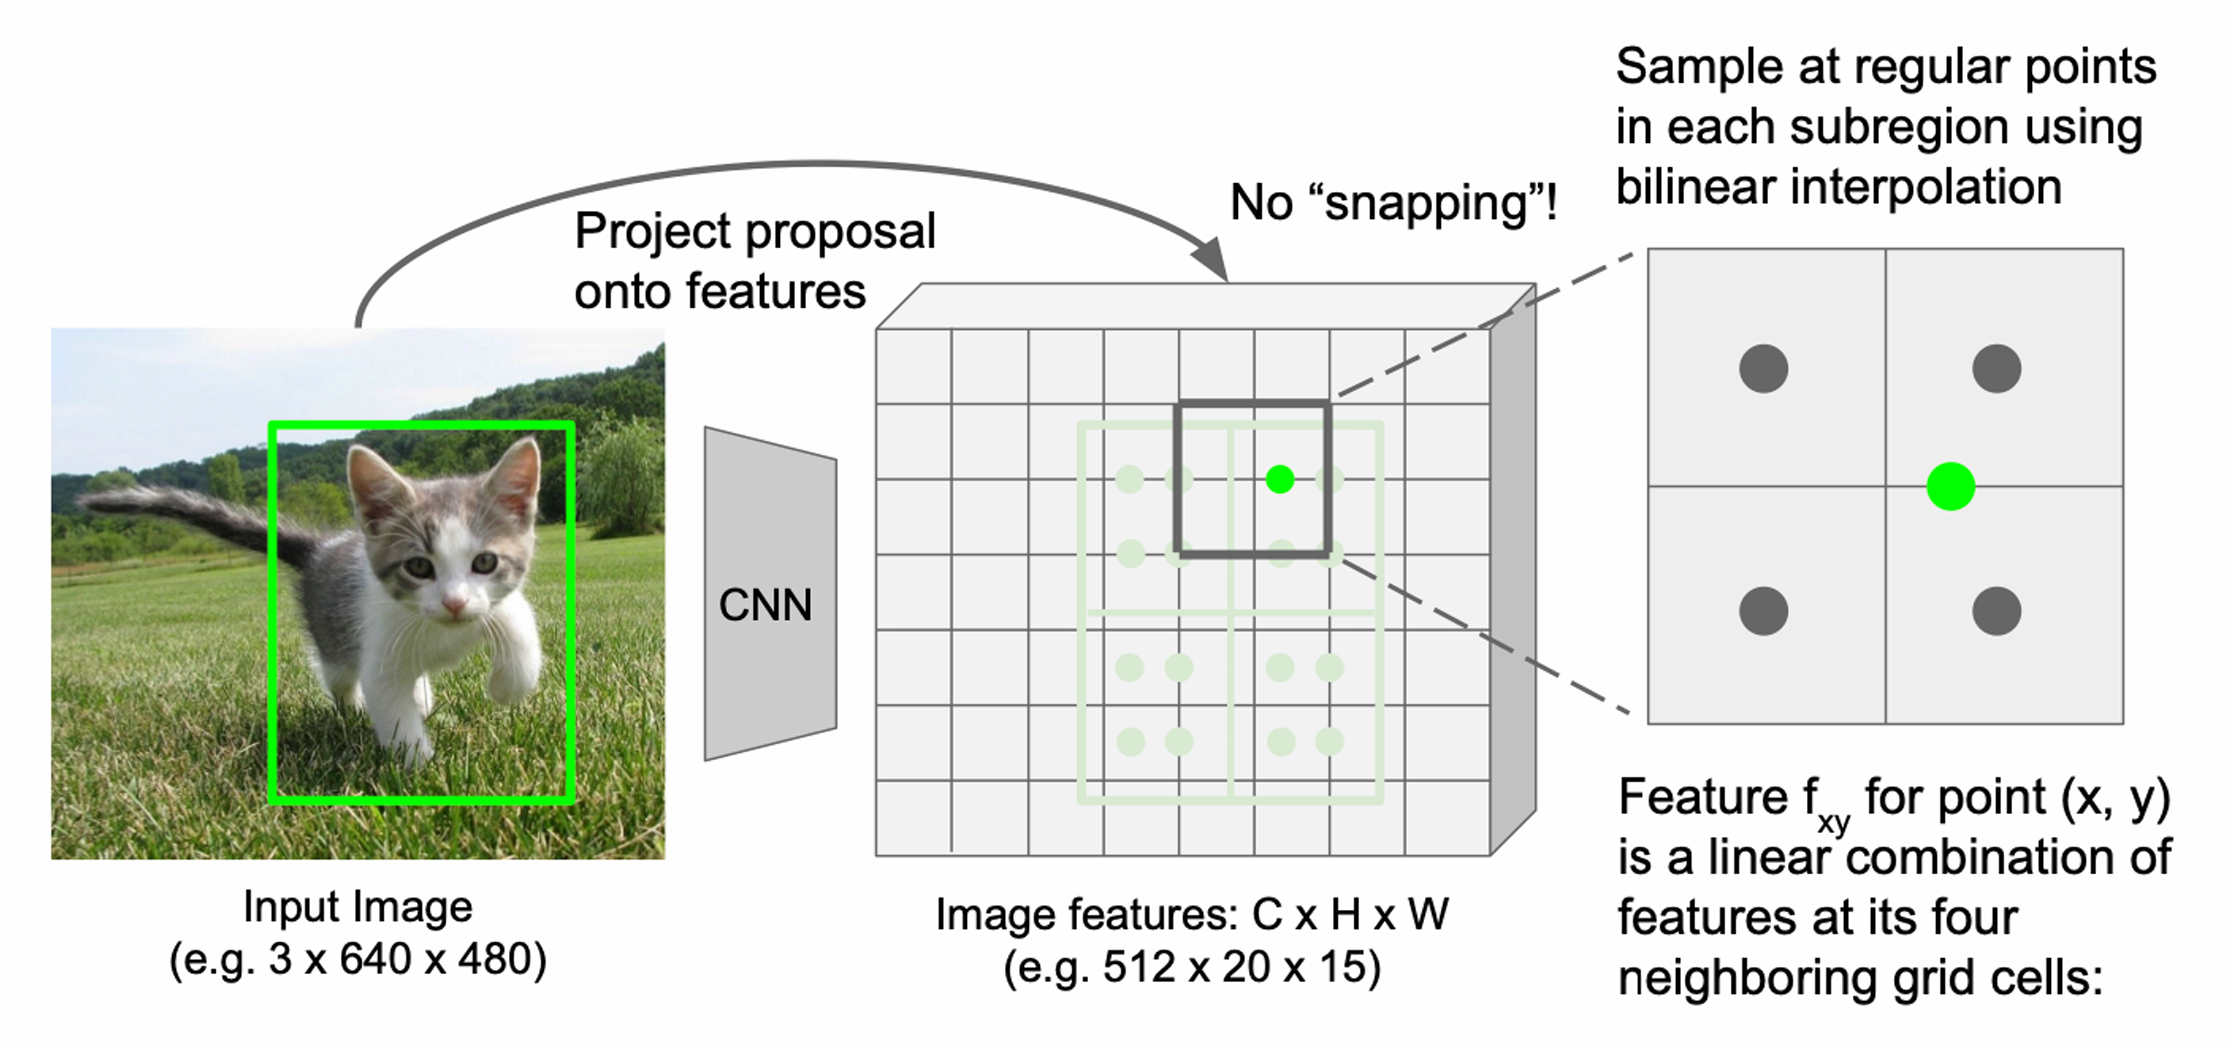 Sample at regular points
in each subregion using
bilinear interpolation
No “snapping”!
Project proposal
onto features
CNN
Input Image
(e.g. 3 x 640 x 480)
Image features: C x H x W
(e.g. 512 x 20 x 15)
Feature fxy for point (x, y)
is a linear combination of
features at its four
neighboring grid cells: